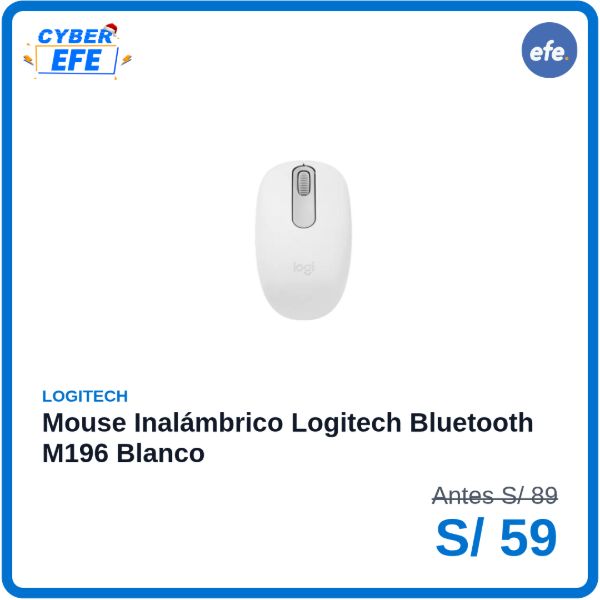 CYBER
EFE
efe.
logi
LOGITECH
Mouse Inalámbrico Logitech Bluetooth
M196 Blanco
Antes S/ 89
S/ 59